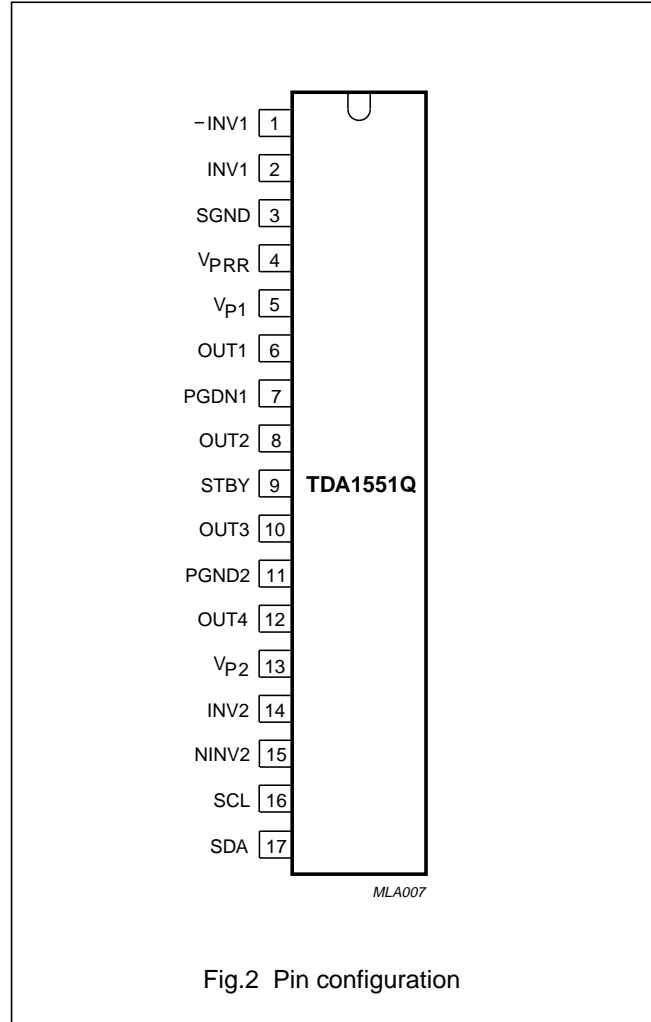 −INV1 1
INV1 2
SGND 3
VPRR 4
VP1 5
OUT1 6
PGDN1 7
OUT2 8
STBY 9 TDA1551Q
OUT3 10
PGND2 11
OUT4 12
VP2 13
INV2 14
NINV2 15
SCL 16
SDA 17
MLA007
Fig.2 Pin configuration